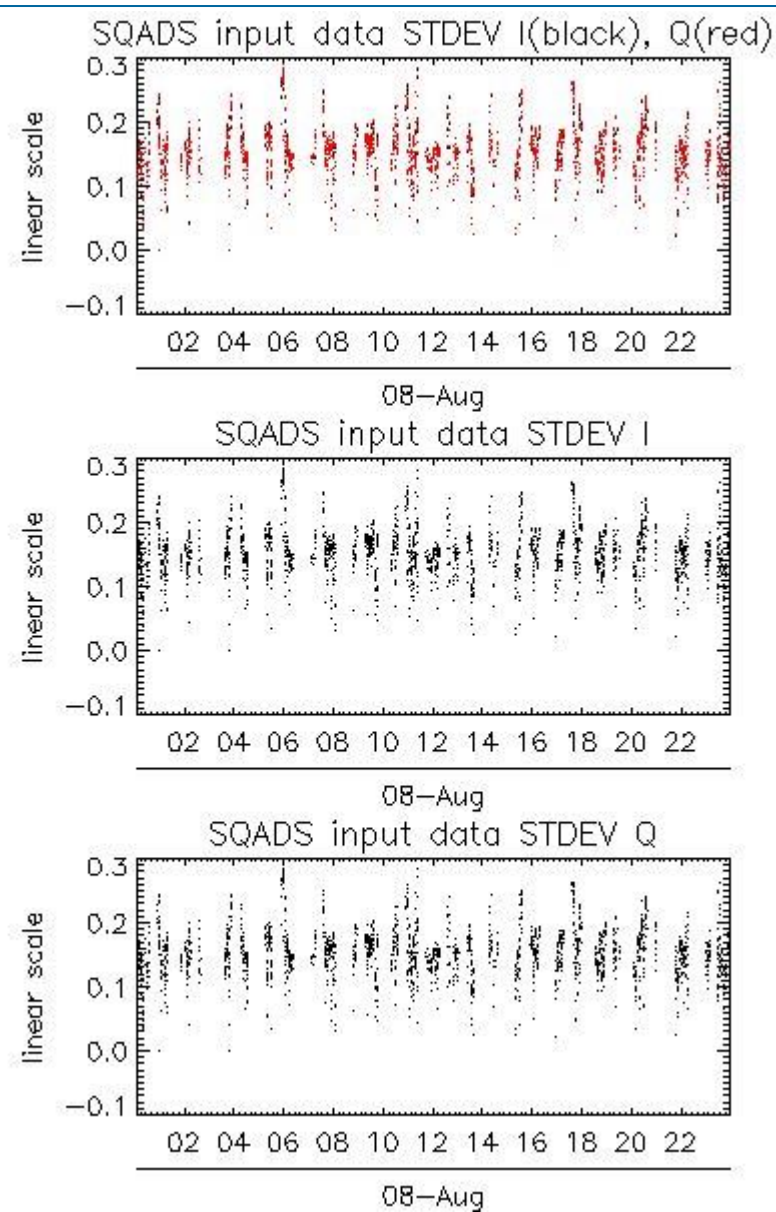 SQADS input data STDEV I(black), Q(red)
0.3
0.2
0.1
0.0
−0.1
linear scale
02 04 06 08 10 12 14 16 18 20 22
08−Aug
SQADS input data STDEV I
0.3
0.2
0.1
0.0
−0.1
linear scale
02 04 06 08 10 12 14 16 18 20 22
08−Aug
SQADS input data STDEV Q
0.3
0.2
0.1
0.0
−0.1
linear scale
02 04 06 08 10 12 14 16 18 20 22
08−Aug